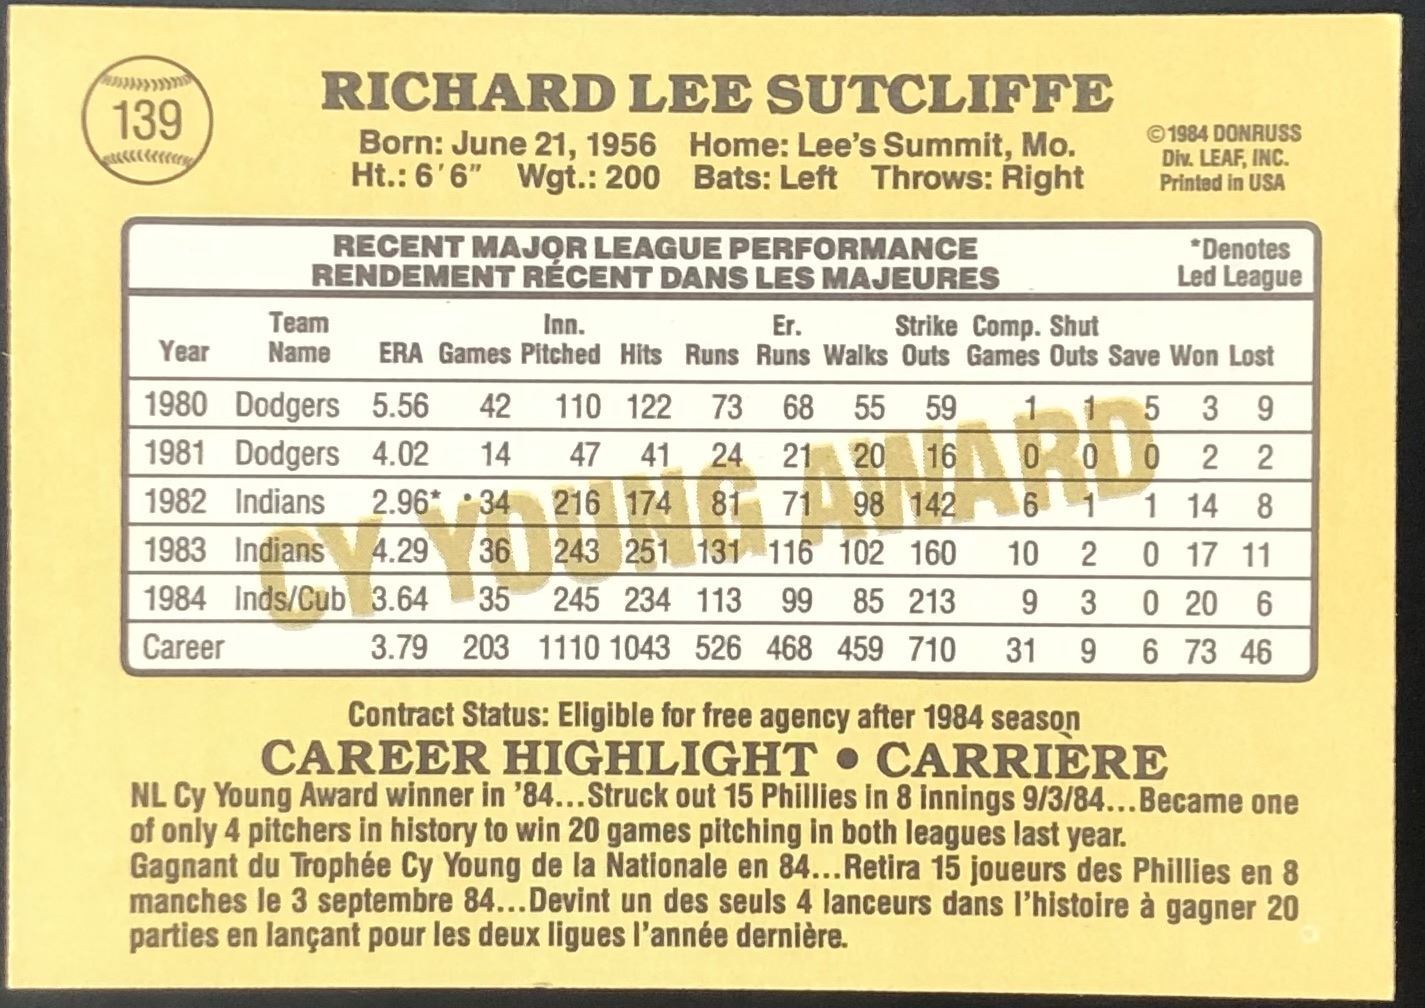 139
RICHARD LEE SUTCLIFFE
Born: June 21, 1956 Home: Lee's Summit, Mo.
Ht.: 6'6" Wgt.: 200 Bats: Left Throws: Right
©1984 DONRUSS
Div. LEAF, INC.
Printed in USA
RECENT MAJOR LEAGUE PERFORMANCE
RENDEMENT RÉCENT DANS LES MAJEURES
*Denotes
Led League
Team Inn. Er. Strike Comp. Shut
Year Name ERA Games Pitched Hits Runs Runs Walks Outs Games Outs Save Won Lost
1980 Dodgers 5.56 42 110 122 73 68 55 59 1 1 5 3 9
1981 Dodgers 4.02 14 47 41 24 21 20 16 0 0 0 2 2
1982 Indians 2.96* 34 216 174 81 71 98 142 6 1 1 14 8
1983 Indians 4.29 36 243 251 131 116 102 160 10 2 0 17 11
1984 Inds/Cub 3.64 35 245 234 113 99 85 213 9 3 0 20 6
Career 3.79 203 1110 1043 526 468 459 710 31 9 6 73 46
CY YOUNG AWARD
Contract Status: Eligible for free agency after 1984 season
CAREER HIGHLIGHT • CARRIÈRE
NL Cy Young Award winner in '84...Struck out 15 Phillies in 8 innings 9/3/84...Became one
of only 4 pitchers in history to win 20 games pitching in both leagues last year.
Gagnant du Trophée Cy Young de la Nationale en 84...Retira 15 joueurs des Phillies en 8
manches le 3 septembre 84...Devint un des seuls 4 lanceurs dans l'histoire à gagner 20
parties en lançant pour les deux ligues l'année dernière.